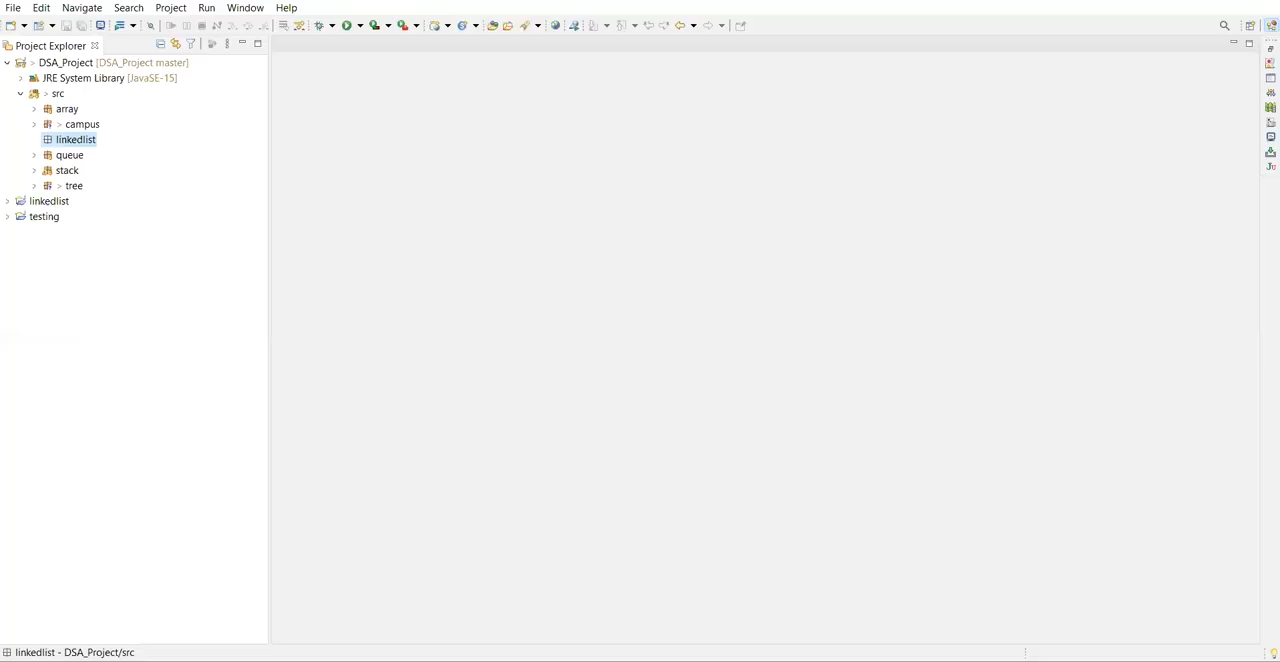 File Edit Navigate Search Project Run Window Help
Project Explorer
> DSA_Project [DSA_Project master]
JRE System Library [JavaSE-15]
> src
array
> campus
linkedlist
queue
stack
> tree
linkedlist
testing
linkedlist - DSA_Project/src